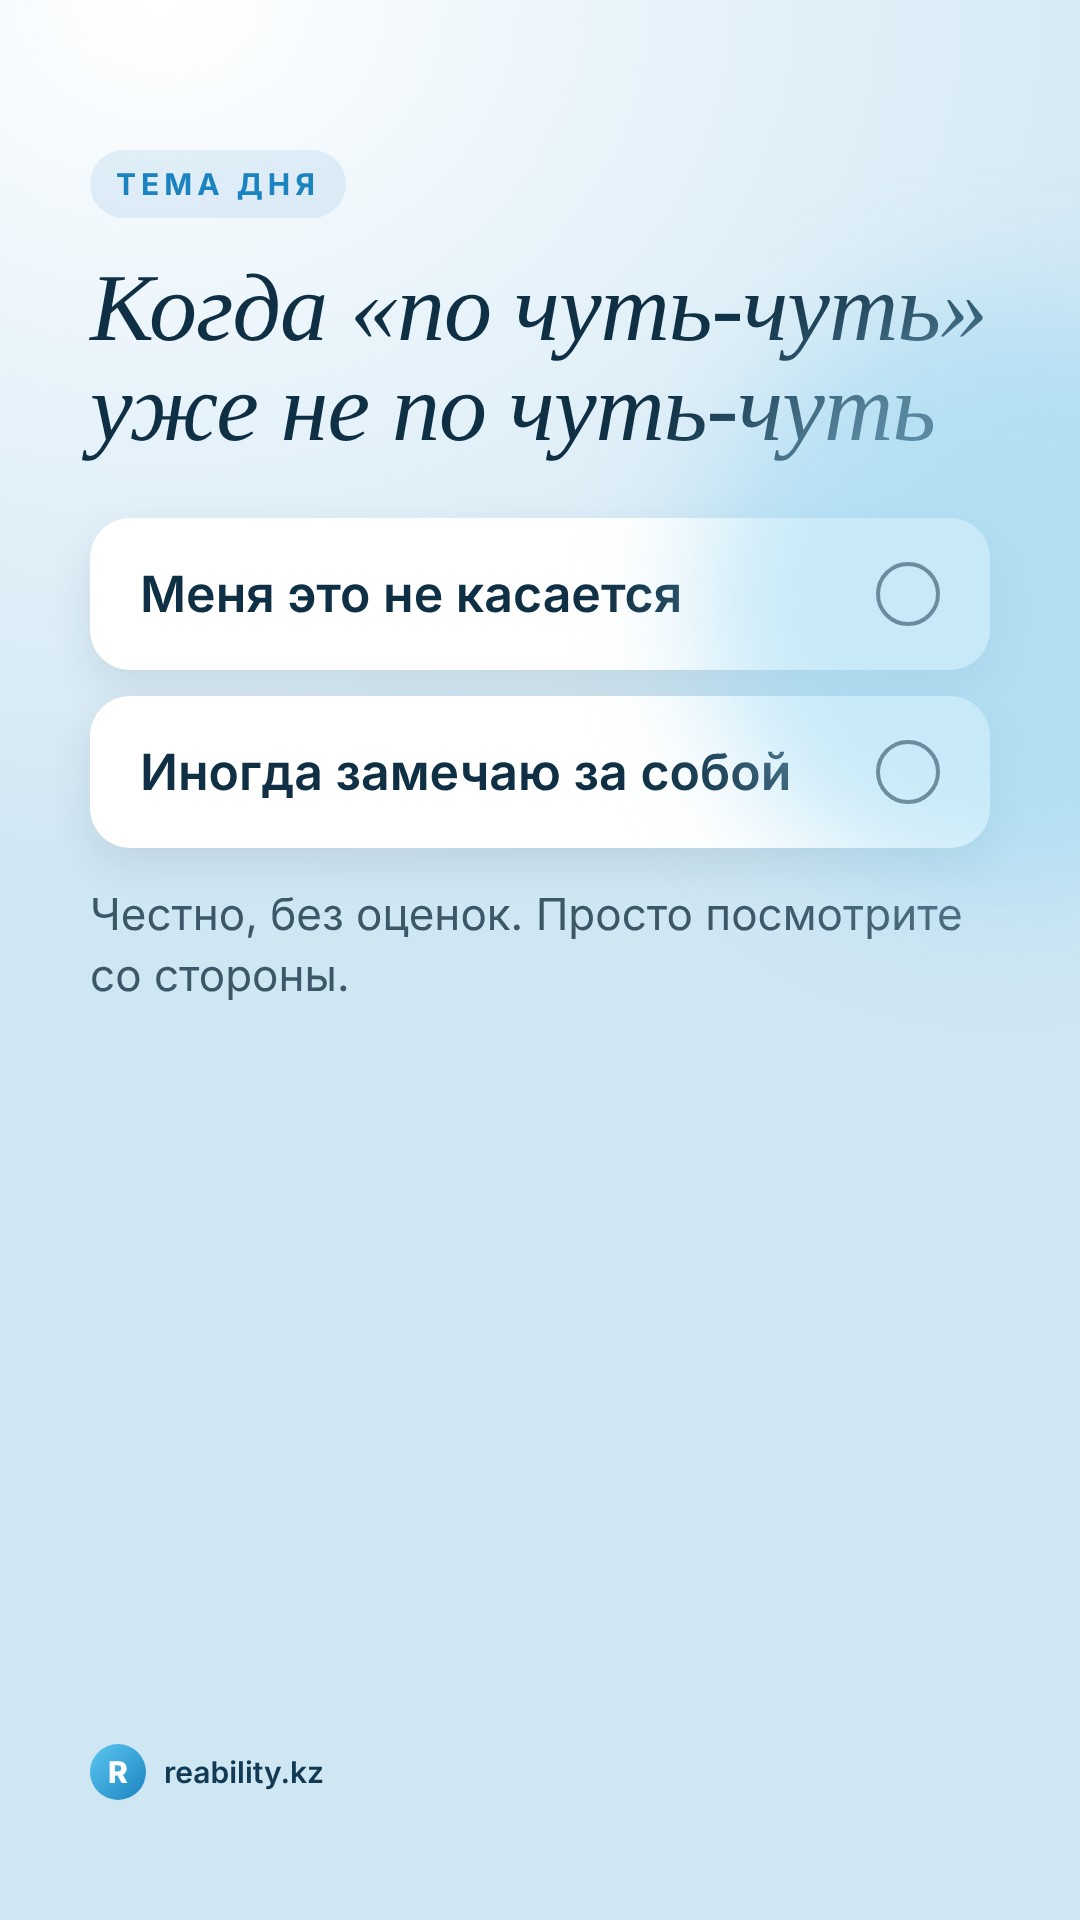 ТЕМА ДНЯ
Когда «по чуть-чуть»
уже не по чуть-чуть
Меня это не касается
Иногда замечаю за собой
Честно, без оценок. Просто посмотрите
со стороны.
R reability.kz